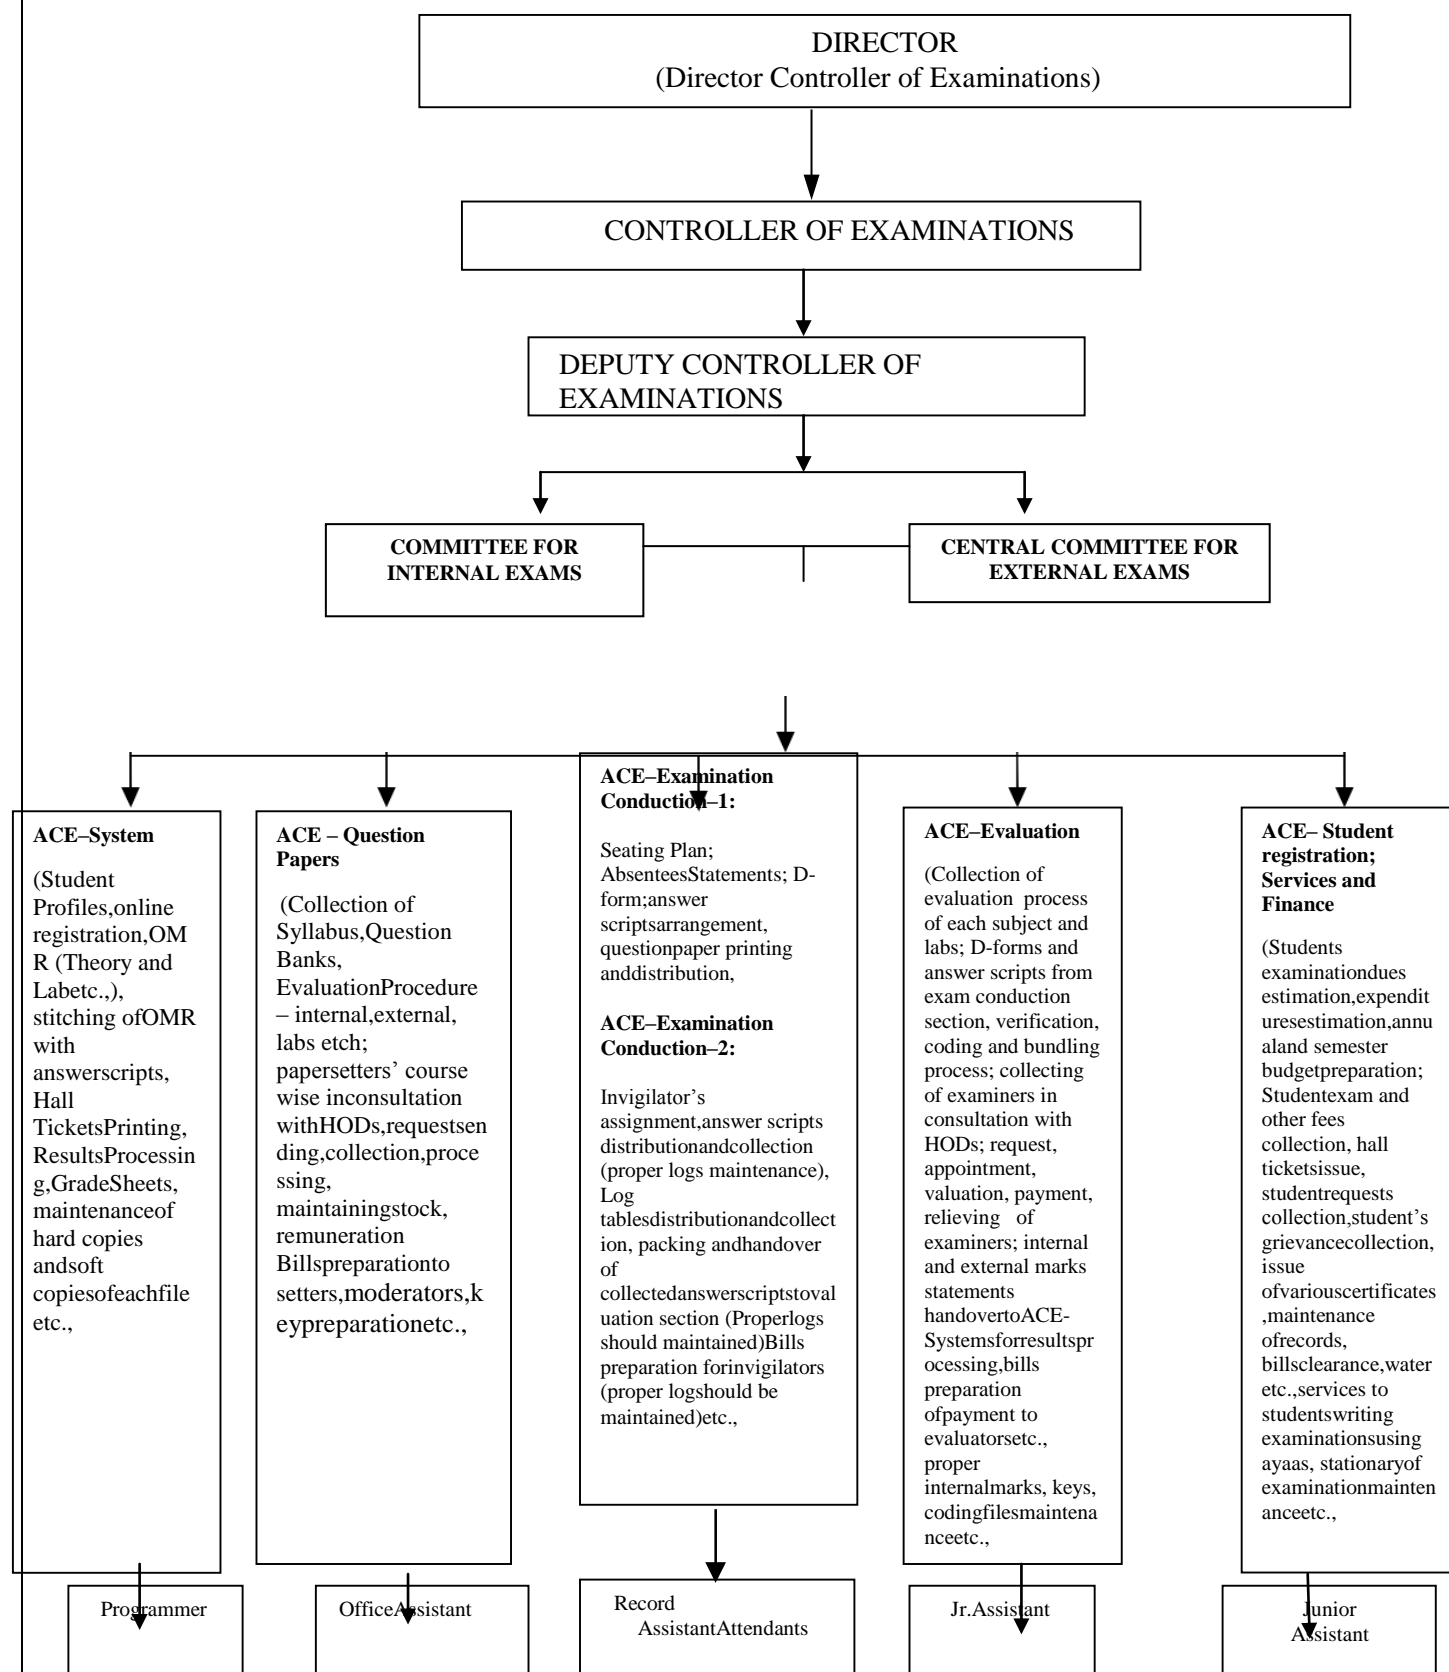 DIRECTOR
(Director Controller of Examinations)
CONTROLLER OF EXAMINATIONS
DEPUTY CONTROLLER OF
EXAMINATIONS
COMMITTEE FOR
INTERNAL EXAMS
CENTRAL COMMITTEE FOR
EXTERNAL EXAMS
ACE–System
(Student
Profiles,online
registration,OM
R (Theory and
Labetc.,),
stitching ofOMR
with
answerscripts,
Hall
TicketsPrinting,
ResultsProcessin
g,GradeSheets,
maintenanceof
hard copies
andsoft
copiesofeachfile
etc.,
ACE – Question
Papers
(Collection of
Syllabus,Question
Banks,
EvaluationProcedure
– internal,external,
labs etch;
papersetters’ course
wise inconsultation
withHODs,requestsen
ding,collection,proce
ssing,
maintainingstock,
remuneration
Billspreparationto
setters,moderators,k
eypreparationetc.,
ACE–Examination
Conduction–1:
Seating Plan;
AbsenteesStatements; D-
form;answer
scriptsarrangement,
questionpaper printing
anddistribution,
ACE–Examination
Conduction–2:
Invigilator’s
assignment,answer scripts
distributionandcollection
(proper logs maintenance),
Log
tablesdistributionandcollect
ion, packing andhandover
of
collectedanswerscriptstoval
uation section (Properlogs
should maintained)Bills
preparation forinvigilators
(proper logshould be
maintained)etc.,
ACE–Evaluation
(Collection of
evaluation process
of each subject and
labs; D-forms and
answer scripts from
exam conduction
section, verification,
coding and bundling
process; collecting
of examiners in
consultation with
HODs; request,
appointment,
valuation, payment,
relieving of
examiners; internal
and external marks
statements
handovertoACE-
Systemsforresultspr
ocessing,bills
preparation
ofpayment to
evaluatorsetc.,
proper
internalmarks, keys,
codingfilesmaintena
nceetc.,
ACE– Student
registration;
Services and
Finance
(Students
examinationdues
estimation,expendit
uresestimation,annu
aland semester
budgetpreparation;
Studentexam and
other fees
collection, hall
ticketsissue,
studentrequests
collection,student’s
grievancecollection,
issue
ofvariouscertificates
,maintenance
ofrecords,
billsclearance,water
etc.,services to
studentswriting
examinationsusing
ayaas, stationaryof
examinationmainten
anceetc.,
Programmer
OfficeAssistant
Record
AssistantAttendants
Jr.Assistant
Junior
Assistant